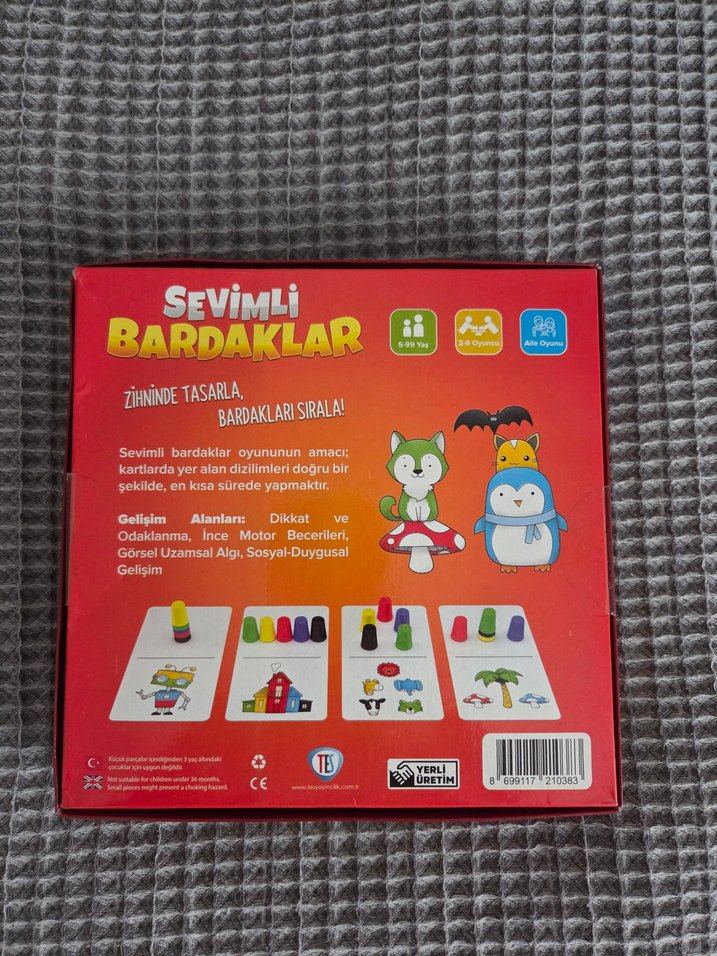 SEVİMLİ
BARDAKLAR
5-99 Yaş
2-6 Oyuncu
Aile Oyunu
ZİHNİNDE TASARLA,
BARDAKLARI SIRALA!
Sevimli bardaklar oyununun amacı;
kartlarda yer alan dizilimleri doğru bir
şekilde, en kısa sürede yapmaktır.
Gelişim Alanları: Dikkat ve
Odaklanma, İnce Motor Becerileri,
Görsel Uzamsal Algı, Sosyal-Duygusal
Gelişim
Küçük parçalar içerdiğinden 3 yaş altındaki
çocuklar için uygun değildir.
Not suitable for children under 36 months.
Small pieces might present a choking hazard.
CE
TES
www.tesyayincilik.com.tr
YERLİ
ÜRETİM
8 699117 210383